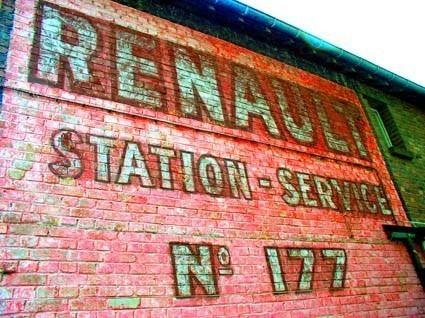 RENAULT
STATION-SERVICE
Nº 177